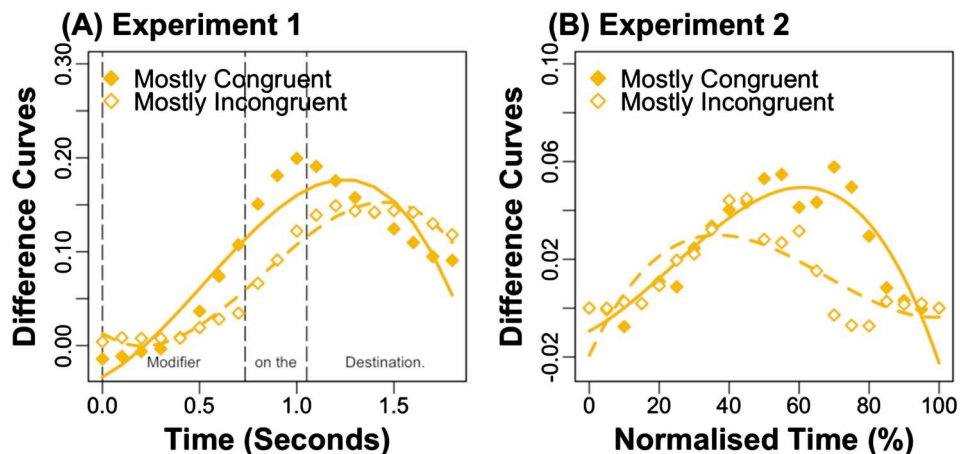 (A) Experiment 1
Difference Curves
0.00 0.10 0.20 0.30
Mostly Congruent
Mostly Incongruent
Modifier on the Destination.
0.0 0.5 1.0 1.5
Time (Seconds)
(B) Experiment 2
Difference Curves
-0.02 0.02 0.06 0.10
Mostly Congruent
Mostly Incongruent
0 20 40 60 80 100
Normalised Time (%)